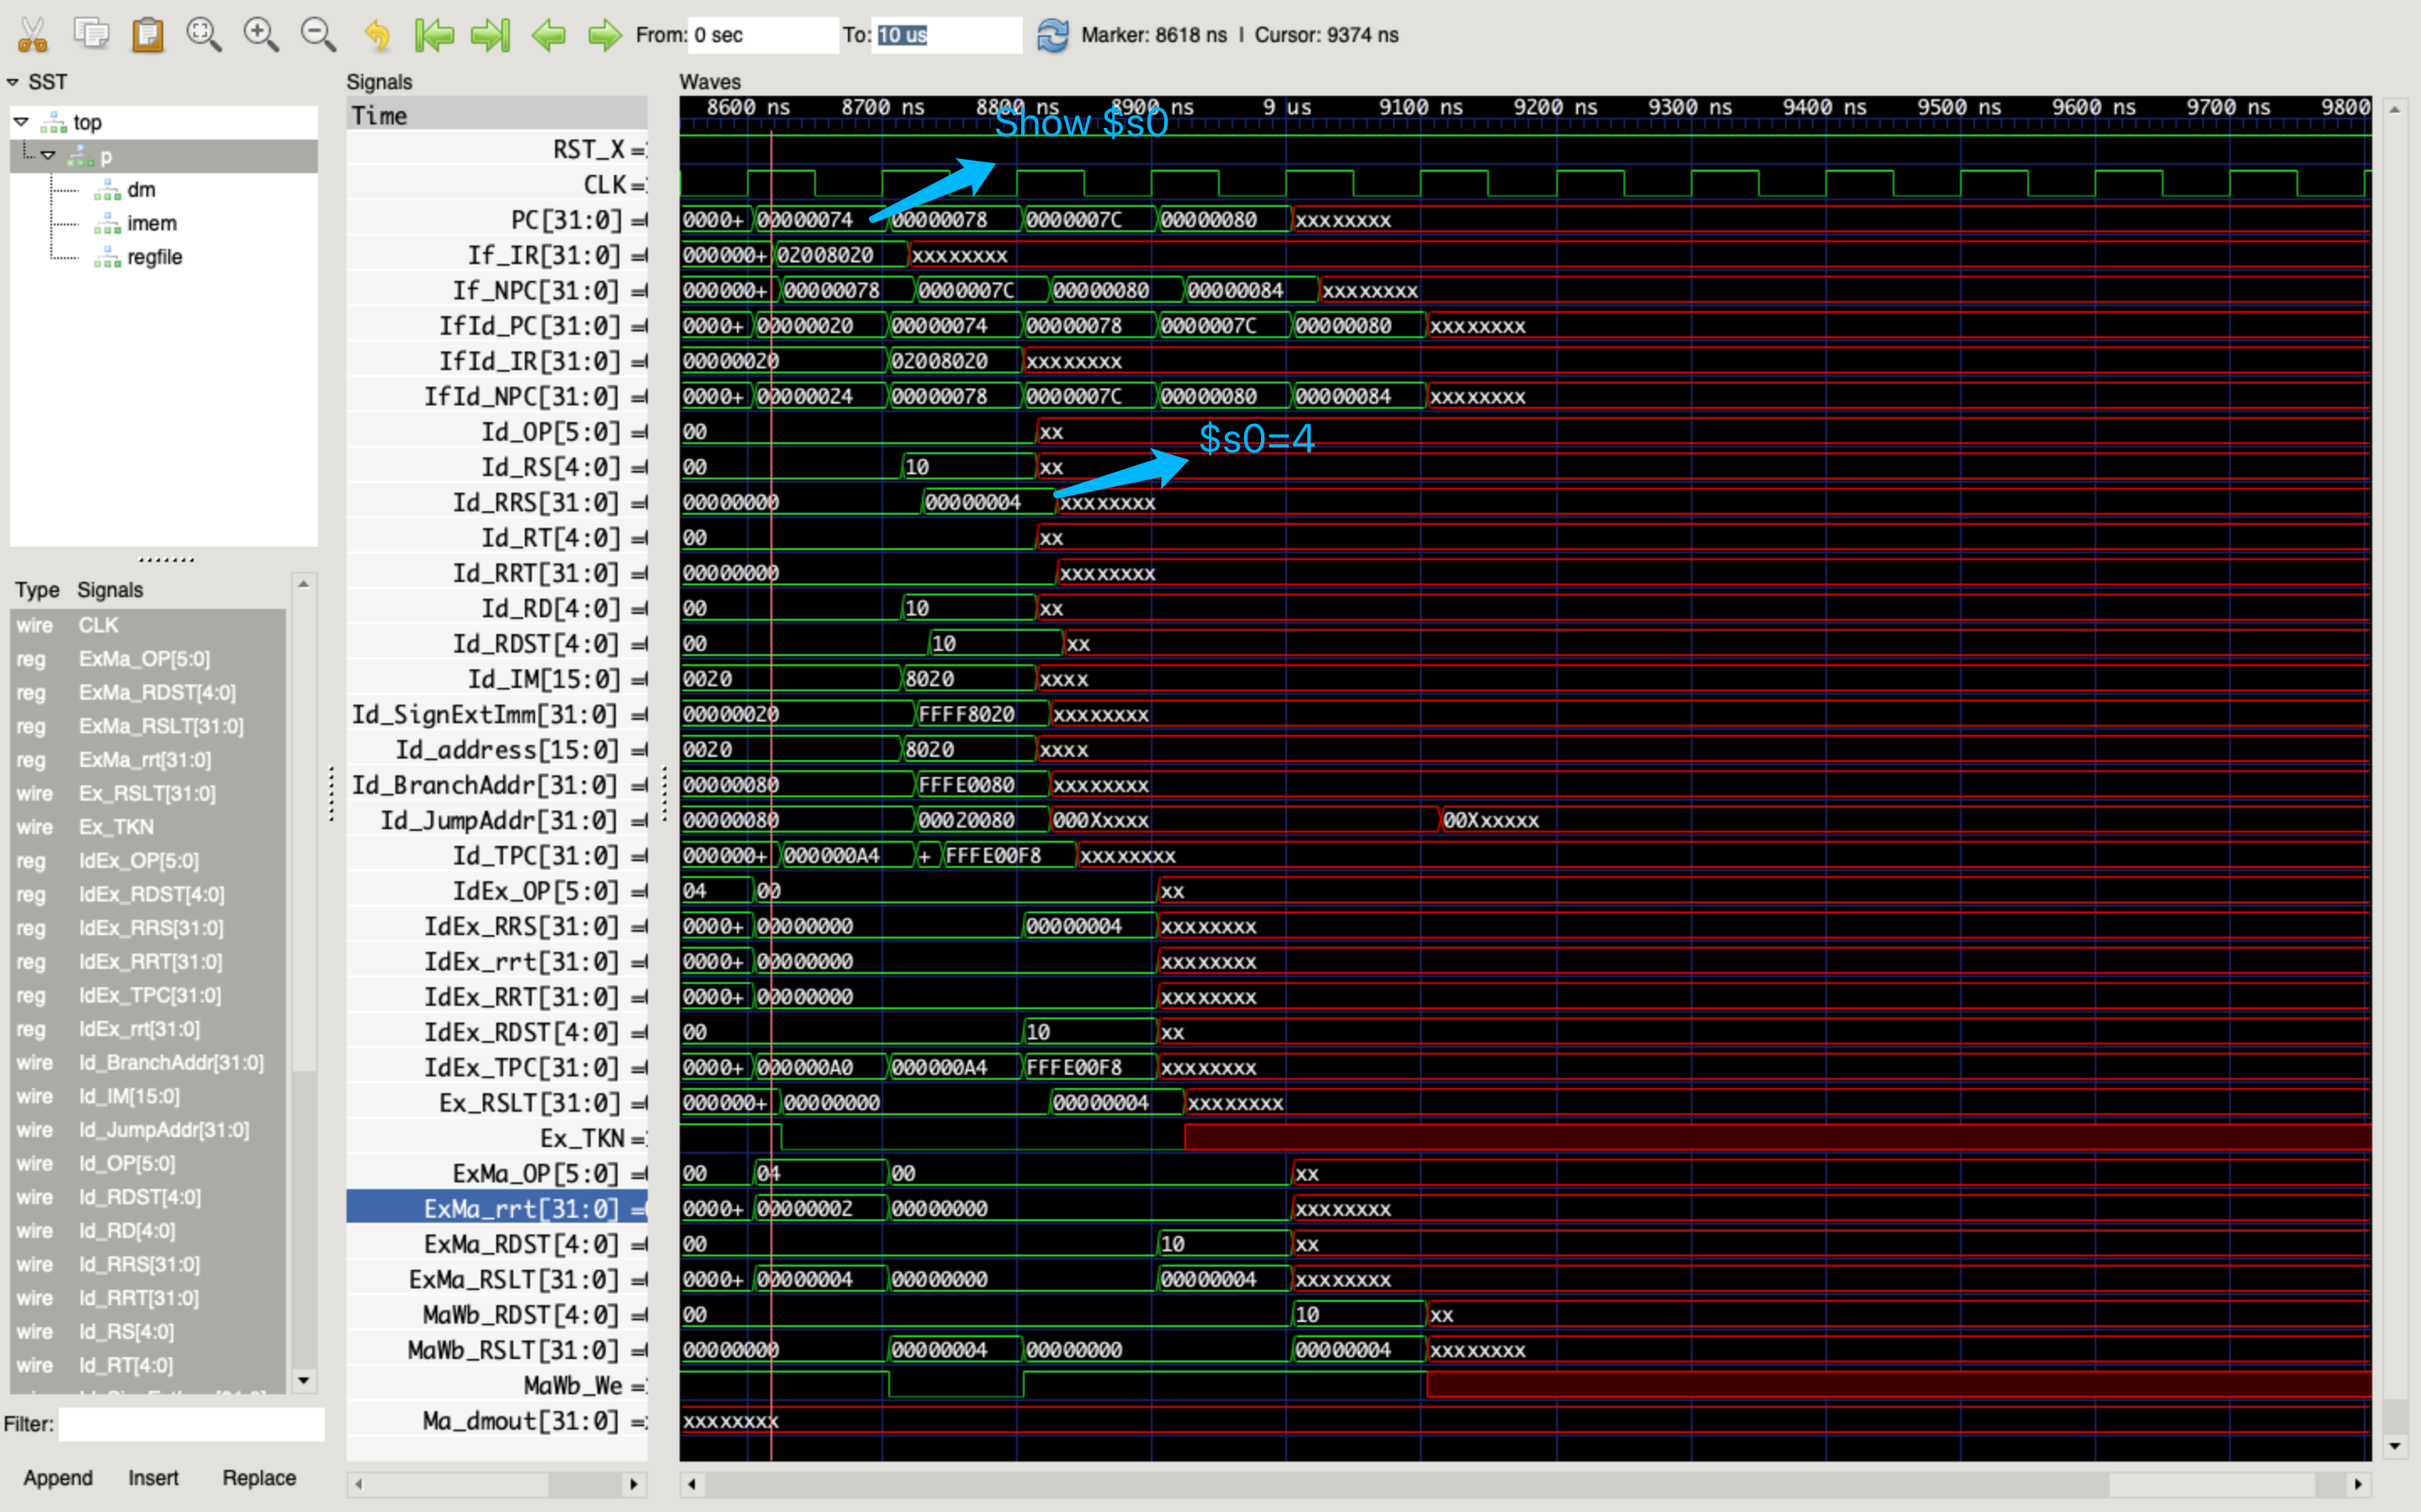 From: 0 sec To: 10 us Marker: 8618 ns | Cursor: 9374 ns
SST
top
p
dm
imem
regfile
Type Signals
wire CLK
reg ExMa_OP[5:0]
reg ExMa_RDST[4:0]
reg ExMa_RSLT[31:0]
reg ExMa_rrt[31:0]
wire Ex_RSLT[31:0]
wire Ex_TKN
reg IdEx_OP[5:0]
reg IdEx_RDST[4:0]
reg IdEx_RRS[31:0]
reg IdEx_RRT[31:0]
reg IdEx_TPC[31:0]
reg IdEx_rrt[31:0]
wire Id_BranchAddr[31:0]
wire Id_IM[15:0]
wire Id_JumpAddr[31:0]
wire Id_OP[5:0]
wire Id_RDST[4:0]
wire Id_RD[4:0]
wire Id_RRS[31:0]
wire Id_RRT[31:0]
wire Id_RS[4:0]
wire Id_RT[4:0]
Filter:
Append Insert Replace
Signals
Waves
Time 8600 ns 8700 ns 8800 ns 8900 ns 9 us 9100 ns 9200 ns 9300 ns 9400 ns 9500 ns 9600 ns 9700 ns 9800
Show $s0
RST_X =
CLK =
PC[31:0] = 0000+ 00000074 00000078 0000007C 00000080 xxxxxxxx
If_IR[31:0] = 000000+ 02008020 xxxxxxxx
If_NPC[31:0] = 000000+ 00000078 0000007C 00000080 00000084 xxxxxxxx
IfId_PC[31:0] = 0000+ 00000020 00000074 00000078 0000007C 00000080 xxxxxxxx
IfId_IR[31:0] = 00000020 02008020 xxxxxxxx
IfId_NPC[31:0] = 0000+ 00000024 00000078 0000007C 00000080 00000084 xxxxxxxx
Id_OP[5:0] = 00 xx
$s0=4
Id_RS[4:0] = 00 10 xx
Id_RRS[31:0] = 00000000 00000004 xxxxxxxx
Id_RT[4:0] = 00 xx
Id_RRT[31:0] = 00000000 xxxxxxxx
Id_RD[4:0] = 00 10 xx
Id_RDST[4:0] = 00 10 xx
Id_IM[15:0] = 0020 8020 xxxx
Id_SignExtImm[31:0] = 00000020 FFFF8020 xxxxxxxx
Id_address[15:0] = 0020 8020 xxxx
Id_BranchAddr[31:0] = 00000080 FFFE0080 xxxxxxxx
Id_JumpAddr[31:0] = 00000080 00020080 000Xxxxx 00Xxxxxx
Id_TPC[31:0] = 000000+ 000000A4 + FFFE00F8 xxxxxxxx
IdEx_OP[5:0] = 04 00 xx
IdEx_RRS[31:0] = 0000+ 00000000 00000004 xxxxxxxx
IdEx_rrt[31:0] = 0000+ 00000000 xxxxxxxx
IdEx_RRT[31:0] = 0000+ 00000000 xxxxxxxx
IdEx_RDST[4:0] = 00 10 xx
IdEx_TPC[31:0] = 0000+ 000000A0 000000A4 FFFE00F8 xxxxxxxx
Ex_RSLT[31:0] = 000000+ 00000000 00000004 xxxxxxxx
Ex_TKN =
ExMa_OP[5:0] = 00 04 00 xx
ExMa_rrt[31:0] = 0000+ 00000002 00000000 xxxxxxxx
ExMa_RDST[4:0] = 00 10 xx
ExMa_RSLT[31:0] = 0000+ 00000004 00000000 00000004 xxxxxxxx
MaWb_RDST[4:0] = 00 10 xx
MaWb_RSLT[31:0] = 00000000 00000004 00000000 00000004 xxxxxxxx
MaWb_We =
Ma_dmout[31:0] = xxxxxxxx